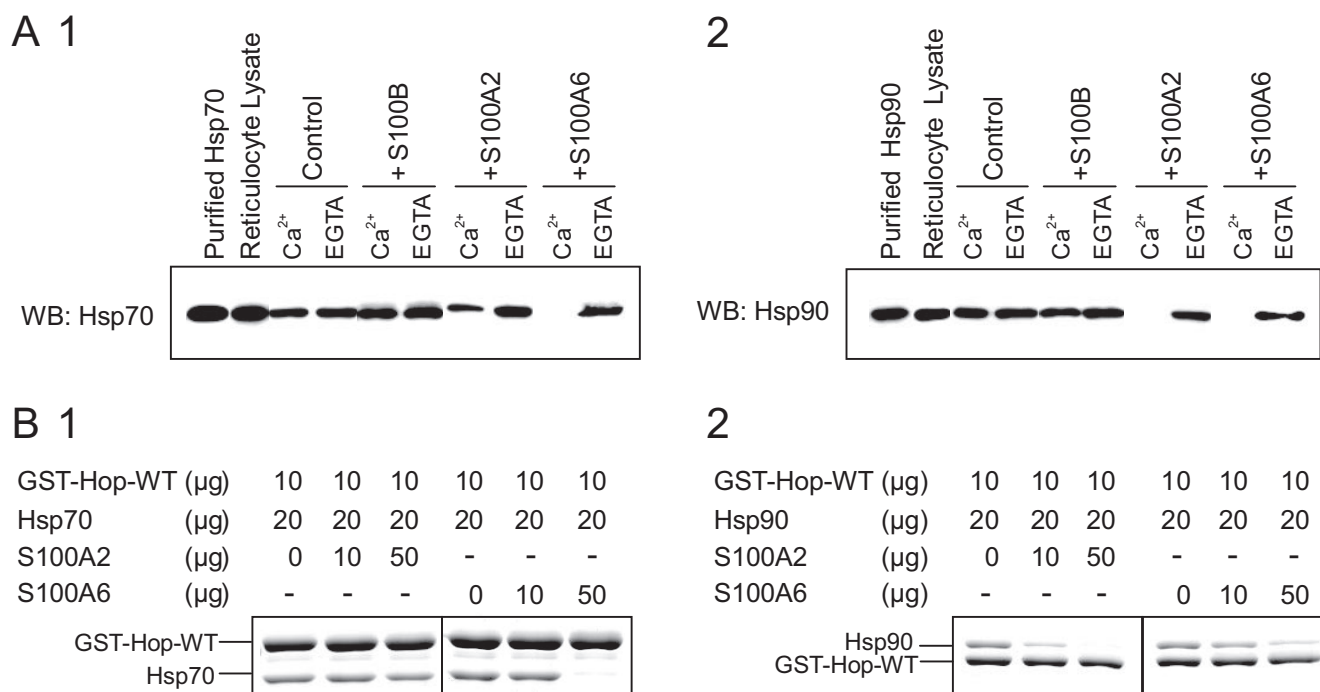 A 1
Purified Hsp70
Reticulocyte Lysate
Control
+ S100B
+S100A2
+S100A6
Ca2+
EGTA
Ca2+
EGTA
Ca2+
EGTA
Ca2+
EGTA
WB: Hsp70
2
Purified Hsp90
Reticulocyte Lysate
Control
+S100B
+S100A2
+S100A6
Ca2+
EGTA
Ca2+
EGTA
Ca2+
EGTA
Ca2+
EGTA
WB: Hsp90
B 1
GST-Hop-WT (µg) 10 10 10 10 10 10
Hsp70 (µg) 20 20 20 20 20 20
S100A2 (µg) 0 10 50 - - -
S100A6 (µg) - - - 0 10 50
GST-Hop-WT
Hsp70
2
GST-Hop-WT (µg) 10 10 10 10 10 10
Hsp90 (µg) 20 20 20 20 20 20
S100A2 (µg) 0 10 50 - - -
S100A6 (µg) - - - 0 10 50
Hsp90
GST-Hop-WT